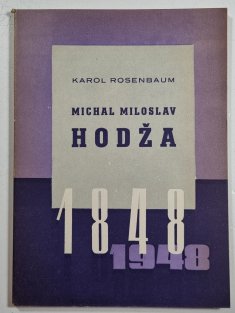 KAROL ROSENBAUM
MICHAL MILOSLAV
HODŽA
1848
1948